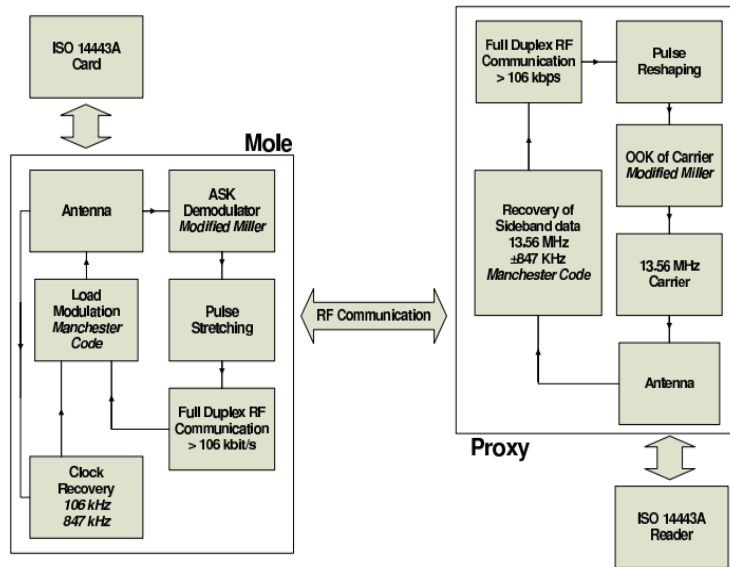 ISO 14443A
Card
Mole
Antenna
ASK
Demodulator
Modified Miller
Load
Modulation
Manchester
Code
Pulse
Stretching
Full Duplex RF
Communication
> 106 kbit/s
Clock
Recovery
106 kHz
847 kHz
RF Communication
Full Duplex RF
Communication
> 106 kbps
Pulse
Reshaping
OOK of Carrier
Modified Miller
Recovery of
Sideband data
13.56 MHz
±847 KHz
Manchester Code
13.56 MHz
Carrier
Antenna
Proxy
ISO 14443A
Reader